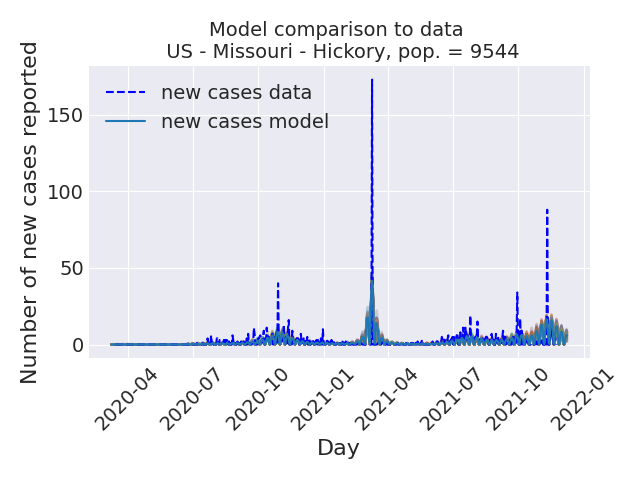 Model comparison to data
US - Missouri - Hickory, pop. = 9544
Number of new cases reported
150
100
50
0
new cases data
new cases model
2020-04
2020-07
2020-10
2021-01
2021-04
2021-07
2021-10
2022-01
Day